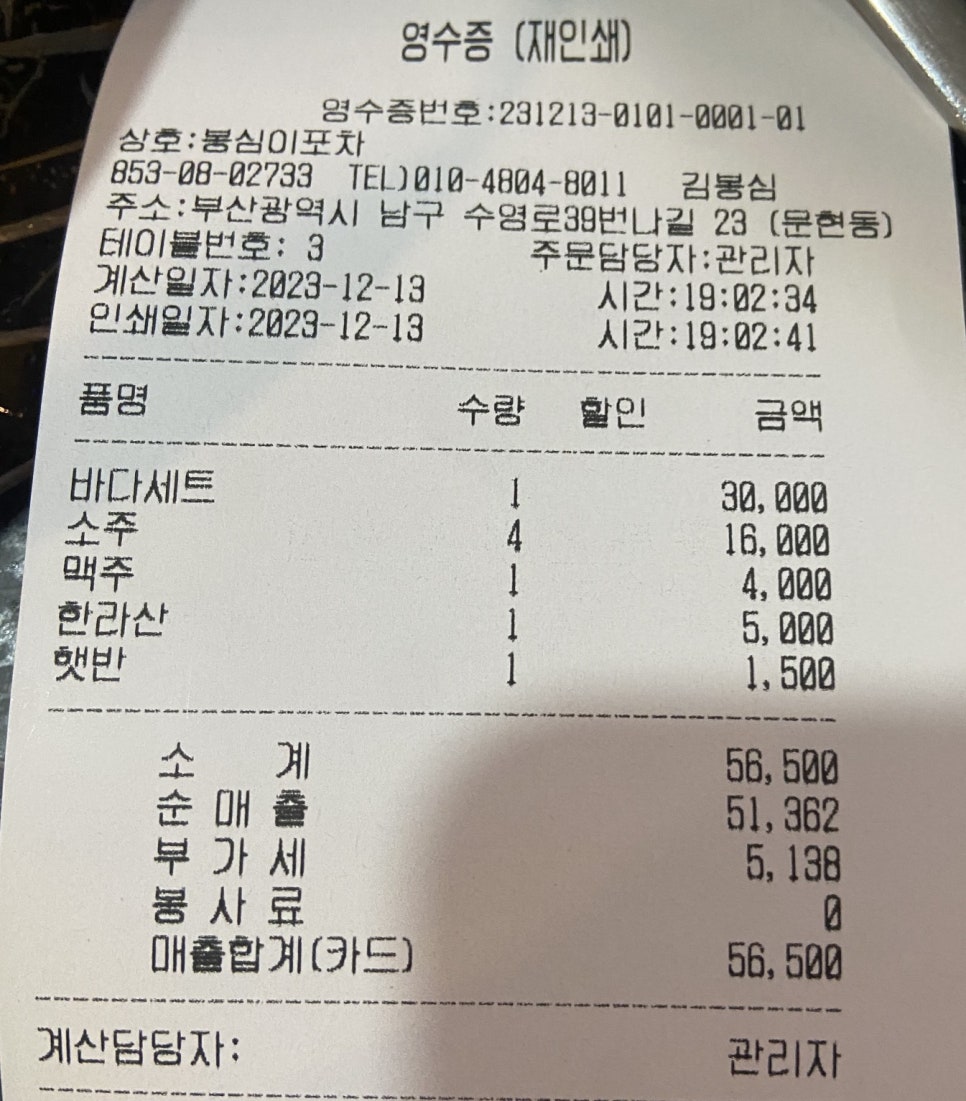 영수증 (재인쇄)
영수증번호:231213-0101-0001-01
상호:봉심이포차
853-08-02733 TEL)010-4804-8011 김봉심
주소:부산광역시 남구 수영로39번나길 23 (문현동)
테이블번호: 3 주문담당자:관리자
계산일자:2023-12-13 시간:19:02:34
인쇄일자:2023-12-13 시간:19:02:41
품명 수량 할인 금액
바다세트 1 30,000
소주 4 16,000
맥주 1 4,000
한라산 1 5,000
햇반 1 1,500
소 계 56,500
순 매 출 51,362
부 가 세 5,138
봉 사 료 0
매출합계(카드) 56,500
계산담당자: 관리자